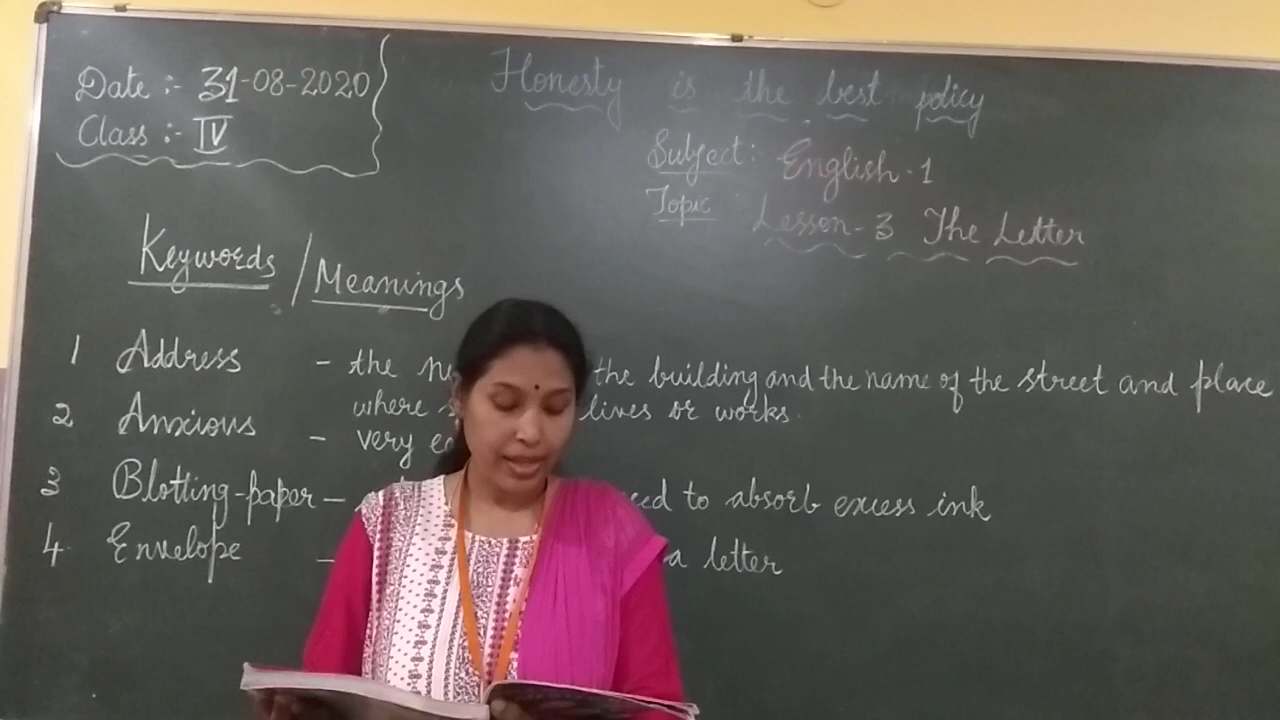 Date :- 31-08-2020
Class :- IV
Honesty is the best policy
Subject: English-1
Topic Lesson-3 The Letter
Keywords / Meanings
1 Address - the the building and the name of the street and place
where lives or works.
2 Anxious - very
3 Blotting-paper - to absorb excess ink
4. Envelope - a letter